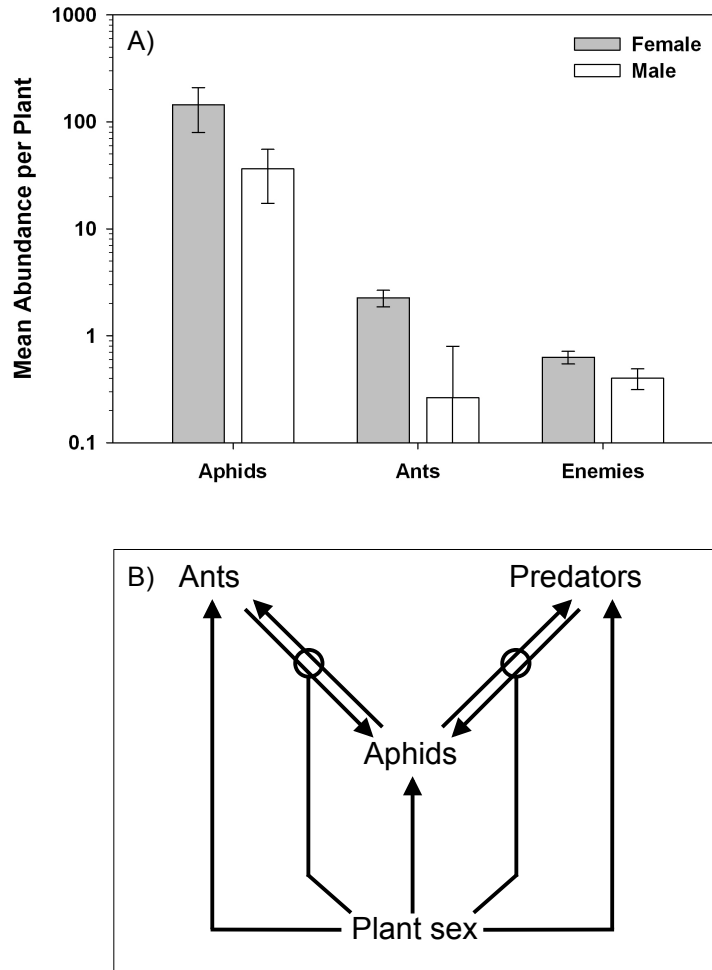 A)
Female
Male
Mean Abundance per Plant
1000
100
10
1
0.1
Aphids Ants Enemies
B)
Ants Predators
Aphids
Plant sex